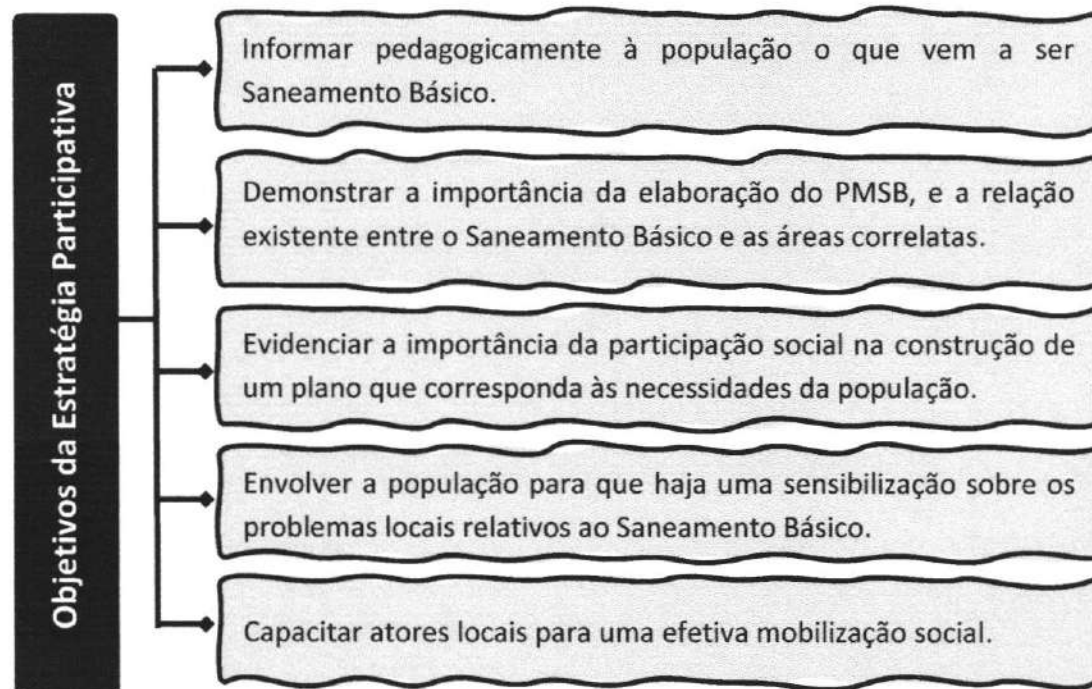 Objetivos da Estratégia Participativa
Informar pedagogicamente à população o que vem a ser
Saneamento Básico.
Demonstrar a importância da elaboração do PMSB, e a relação
existente entre o Saneamento Básico e as áreas correlatas.
Evidenciar a importância da participação social na construção de
um plano que corresponda às necessidades da população.
Envolver a população para que haja uma sensibilização sobre os
problemas locais relativos ao Saneamento Básico.
Capacitar atores locais para uma efetiva mobilização social.